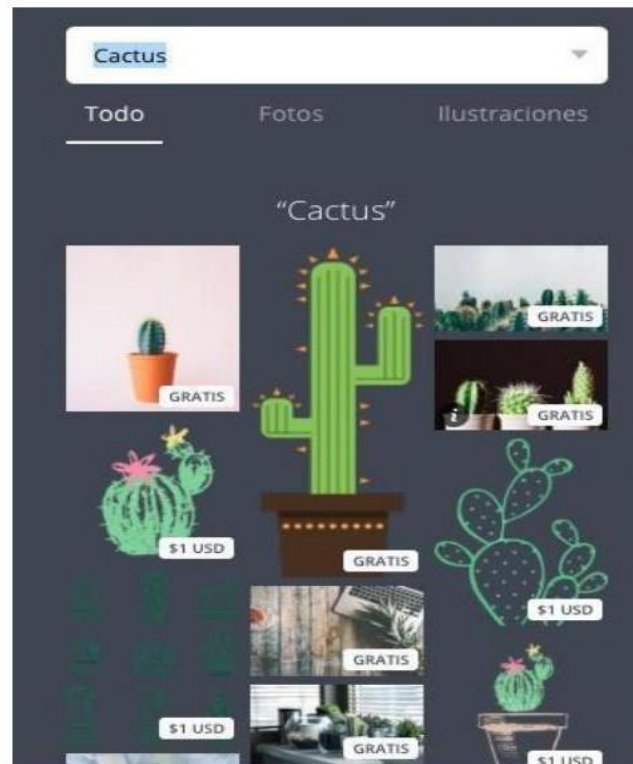 Cactus
Todo Fotos Ilustraciones
“Cactus”
GRATIS
GRATIS
GRATIS
i
$1 USD
GRATIS
$1 USD
GRATIS
$1 USD
GRATIS
$1 USD